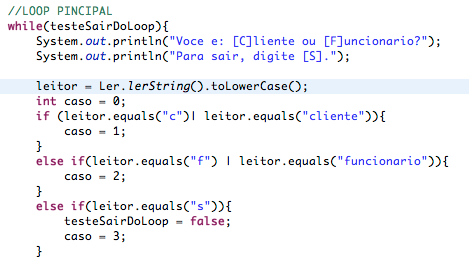 //LOOP PINCIPAL
while(testeSairDoLoop){
System.out.println("Voce e: [C]liente ou [F]uncionario?");
System.out.println("Para sair, digite [S].");
leitor = Ler.lerString().toLowerCase();
int caso = 0;
if (leitor.equals("c")| leitor.equals("cliente")){
caso = 1;
}
else if(leitor.equals("f") | leitor.equals("funcionario")){
caso = 2;
}
else if(leitor.equals("s")){
testeSairDoLoop = false;
caso = 3;
}